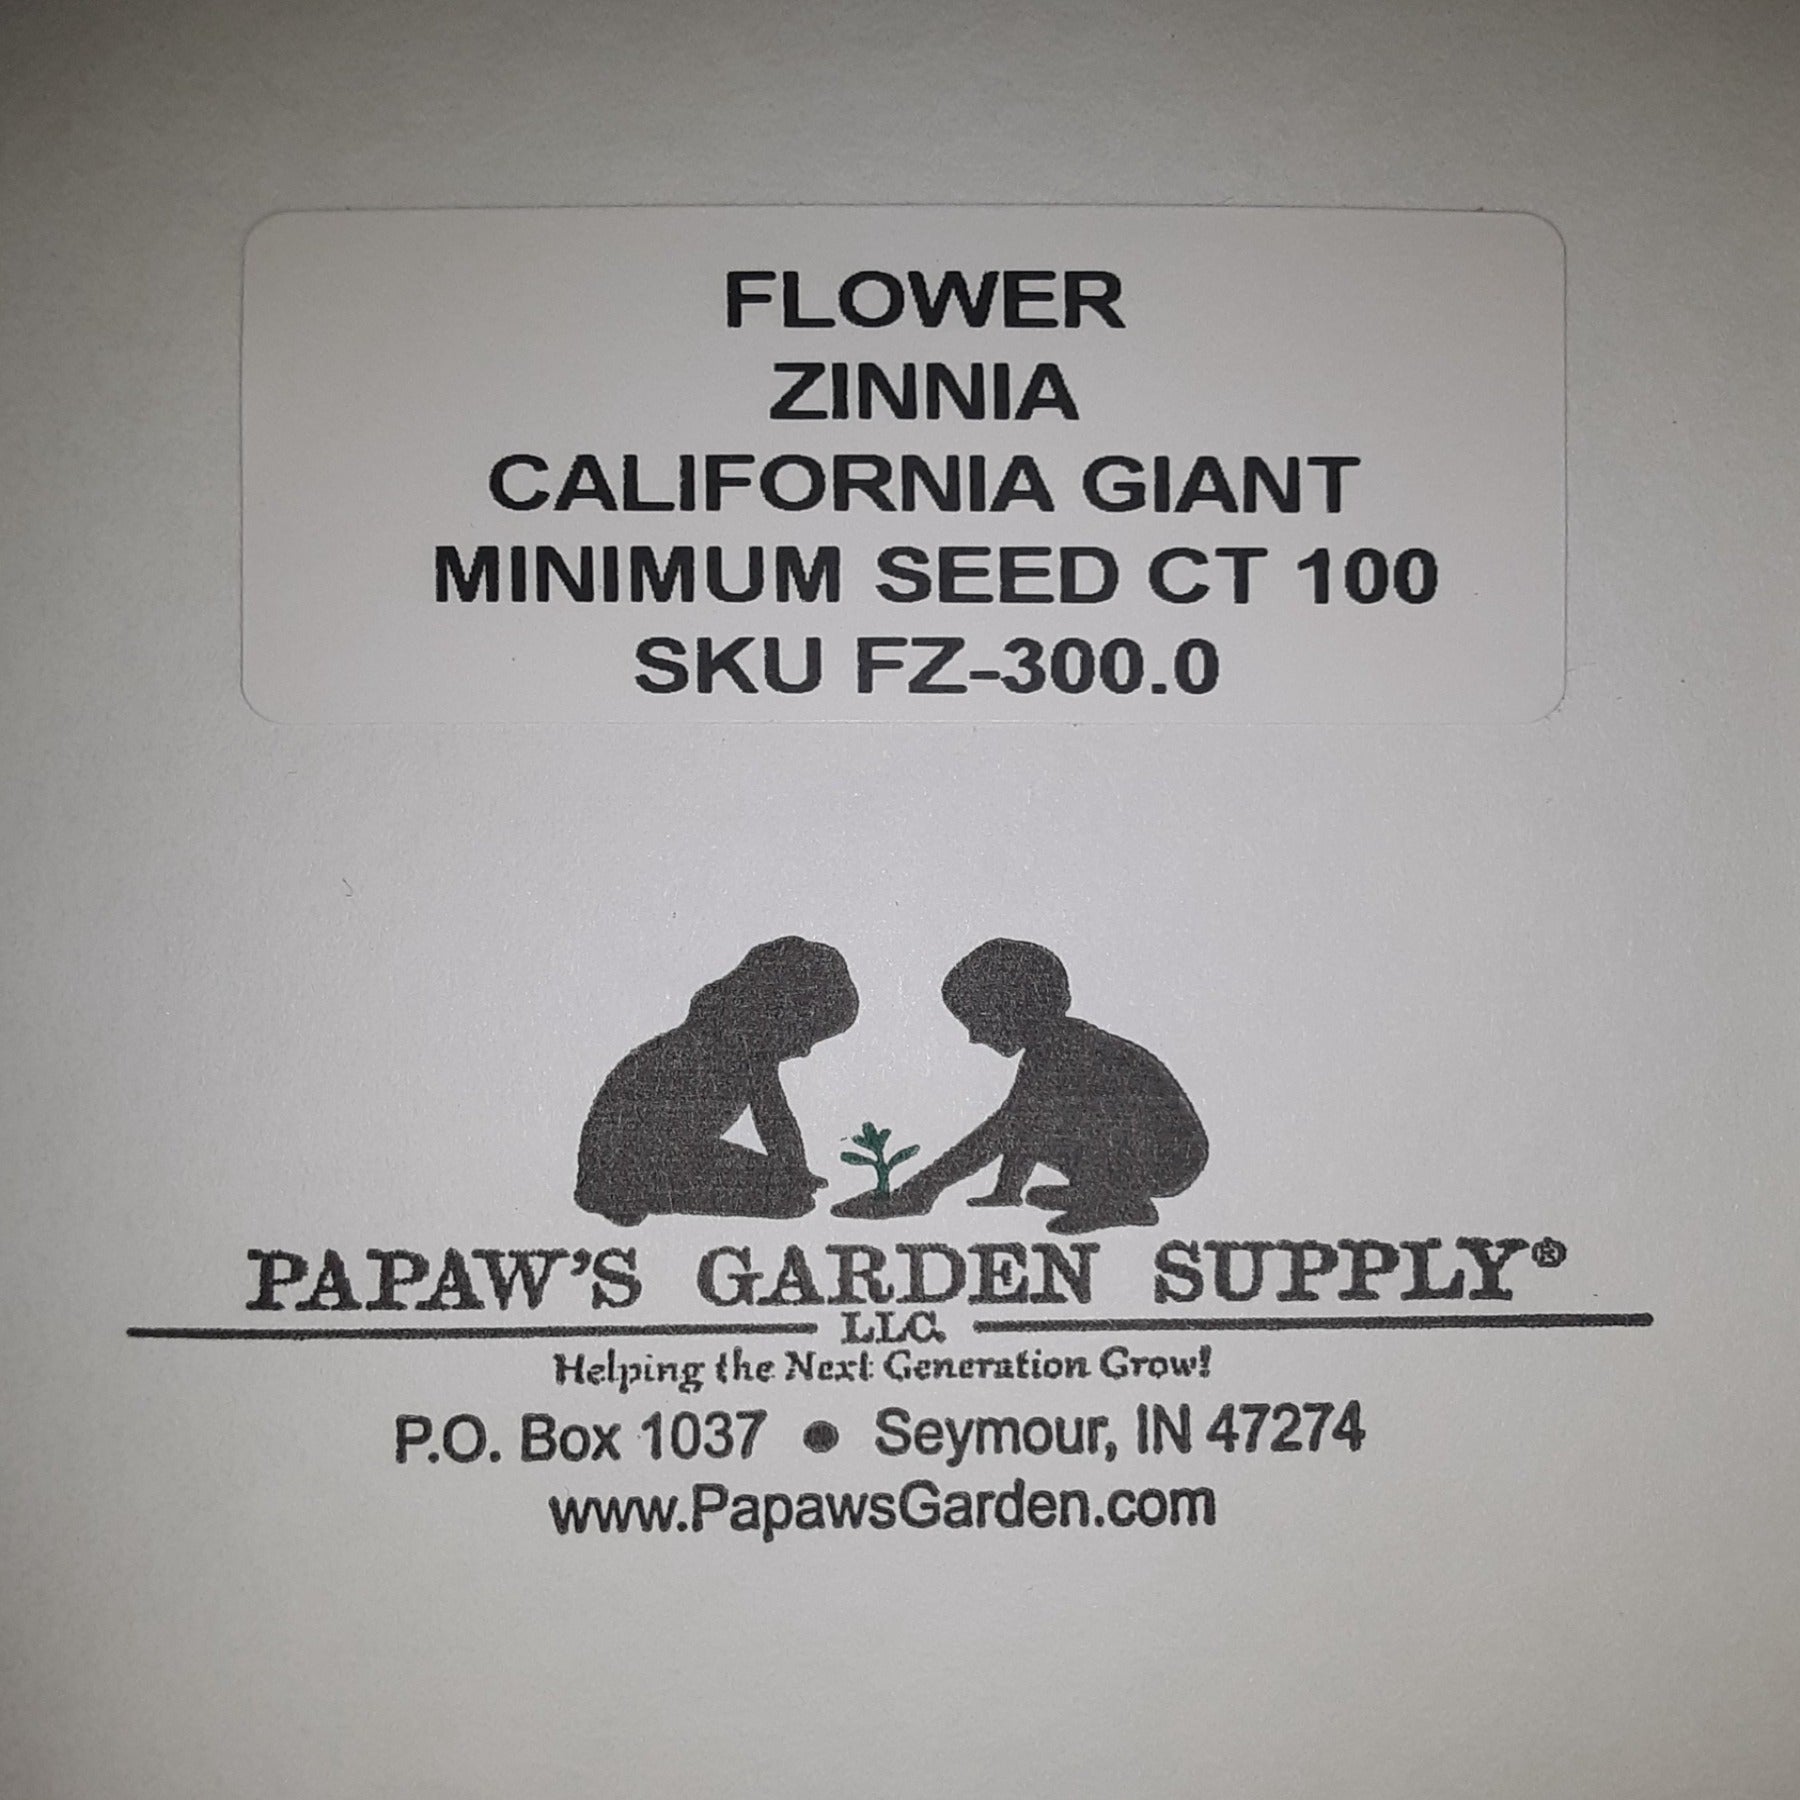 FLOWER
ZINNIA
CALIFORNIA GIANT
MINIMUM SEED CT 100
SKU FZ-300.0
PAPAW'S GARDEN SUPPLY®
LLC.
Helping the Next Generation Grow!
P.O. Box 1037 • Seymour, IN 47274
www.PapawsGarden.com